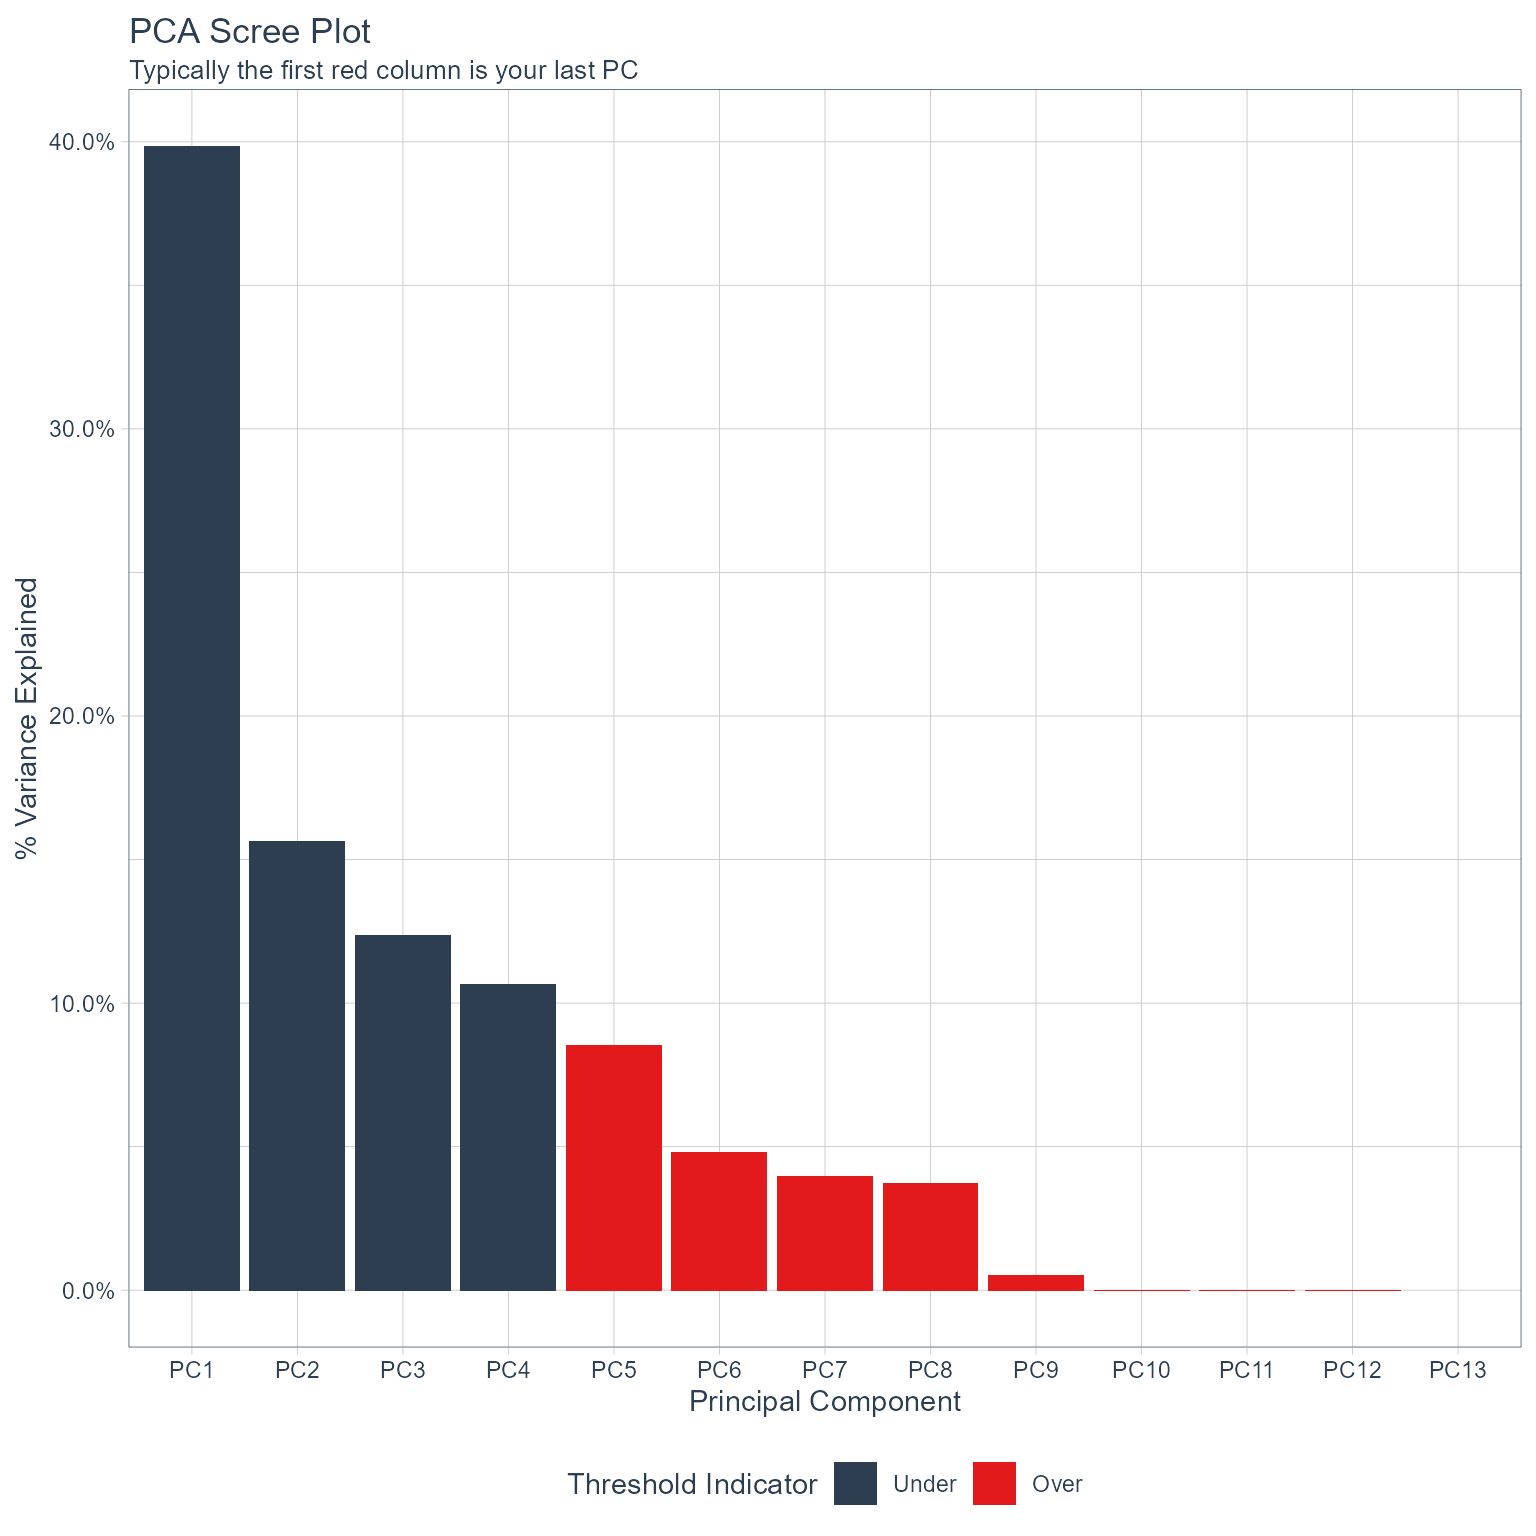 PCA Scree Plot
Typically the first red column is your last PC
% Variance Explained
40.0%
30.0%
20.0%
10.0%
0.0%
PC1 PC2 PC3 PC4 PC5 PC6 PC7 PC8 PC9 PC10 PC11 PC12 PC13
Principal Component
Threshold Indicator Under Over